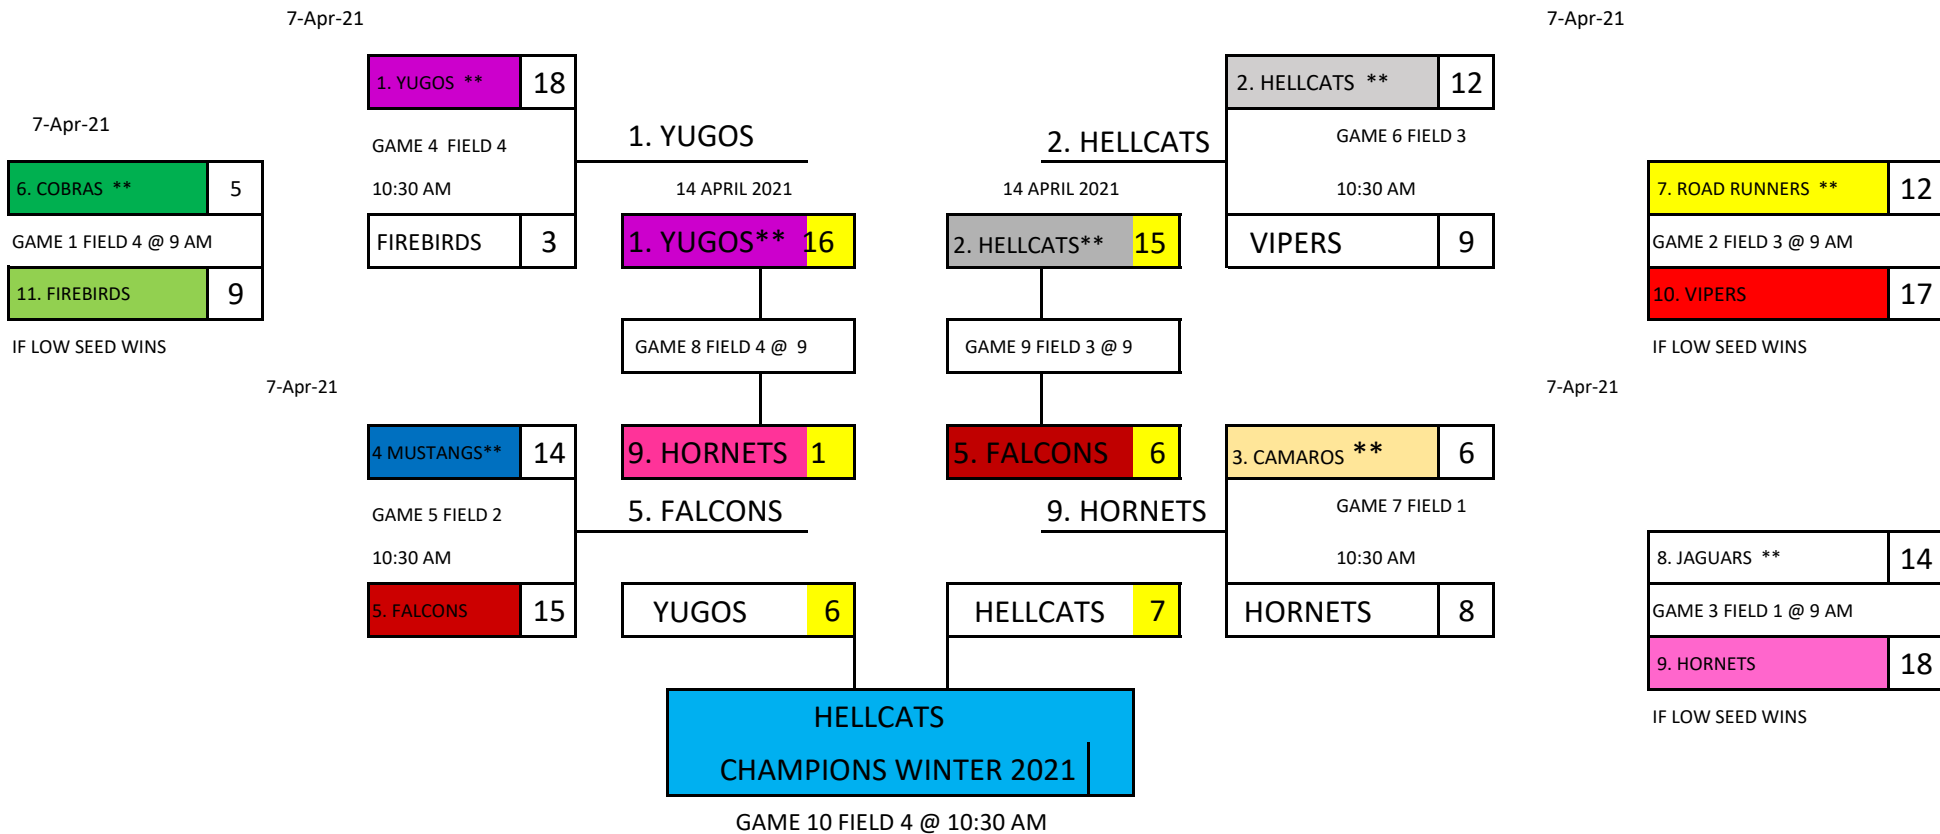 7-Apr-21
7-Apr-21
1. YUGOS ** 18
2. HELLCATS ** 12
7-Apr-21
GAME 4 FIELD 4
1. YUGOS
2. HELLCATS
GAME 6 FIELD 3
6. COBRAS ** 5
10:30 AM
14 APRIL 2021
14 APRIL 2021
10:30 AM
7. ROAD RUNNERS ** 12
GAME 1 FIELD 4 @ 9 AM
FIREBIRDS 3
1. YUGOS** 16
2. HELLCATS** 15
VIPERS 9
GAME 2 FIELD 3 @ 9 AM
11. FIREBIRDS 9
10. VIPERS 17
IF LOW SEED WINS
GAME 8 FIELD 4 @ 9
GAME 9 FIELD 3 @ 9
IF LOW SEED WINS
7-Apr-21
7-Apr-21
4 MUSTANGS** 14
9. HORNETS 1
5. FALCONS 6
3. CAMAROS ** 6
GAME 5 FIELD 2
5. FALCONS
9. HORNETS
GAME 7 FIELD 1
10:30 AM
10:30 AM
8. JAGUARS ** 14
5. FALCONS 15
YUGOS 6
HELLCATS 7
HORNETS 8
GAME 3 FIELD 1 @ 9 AM
9. HORNETS 18
HELLCATS
IF LOW SEED WINS
CHAMPIONS WINTER 2021
GAME 10 FIELD 4 @ 10:30 AM